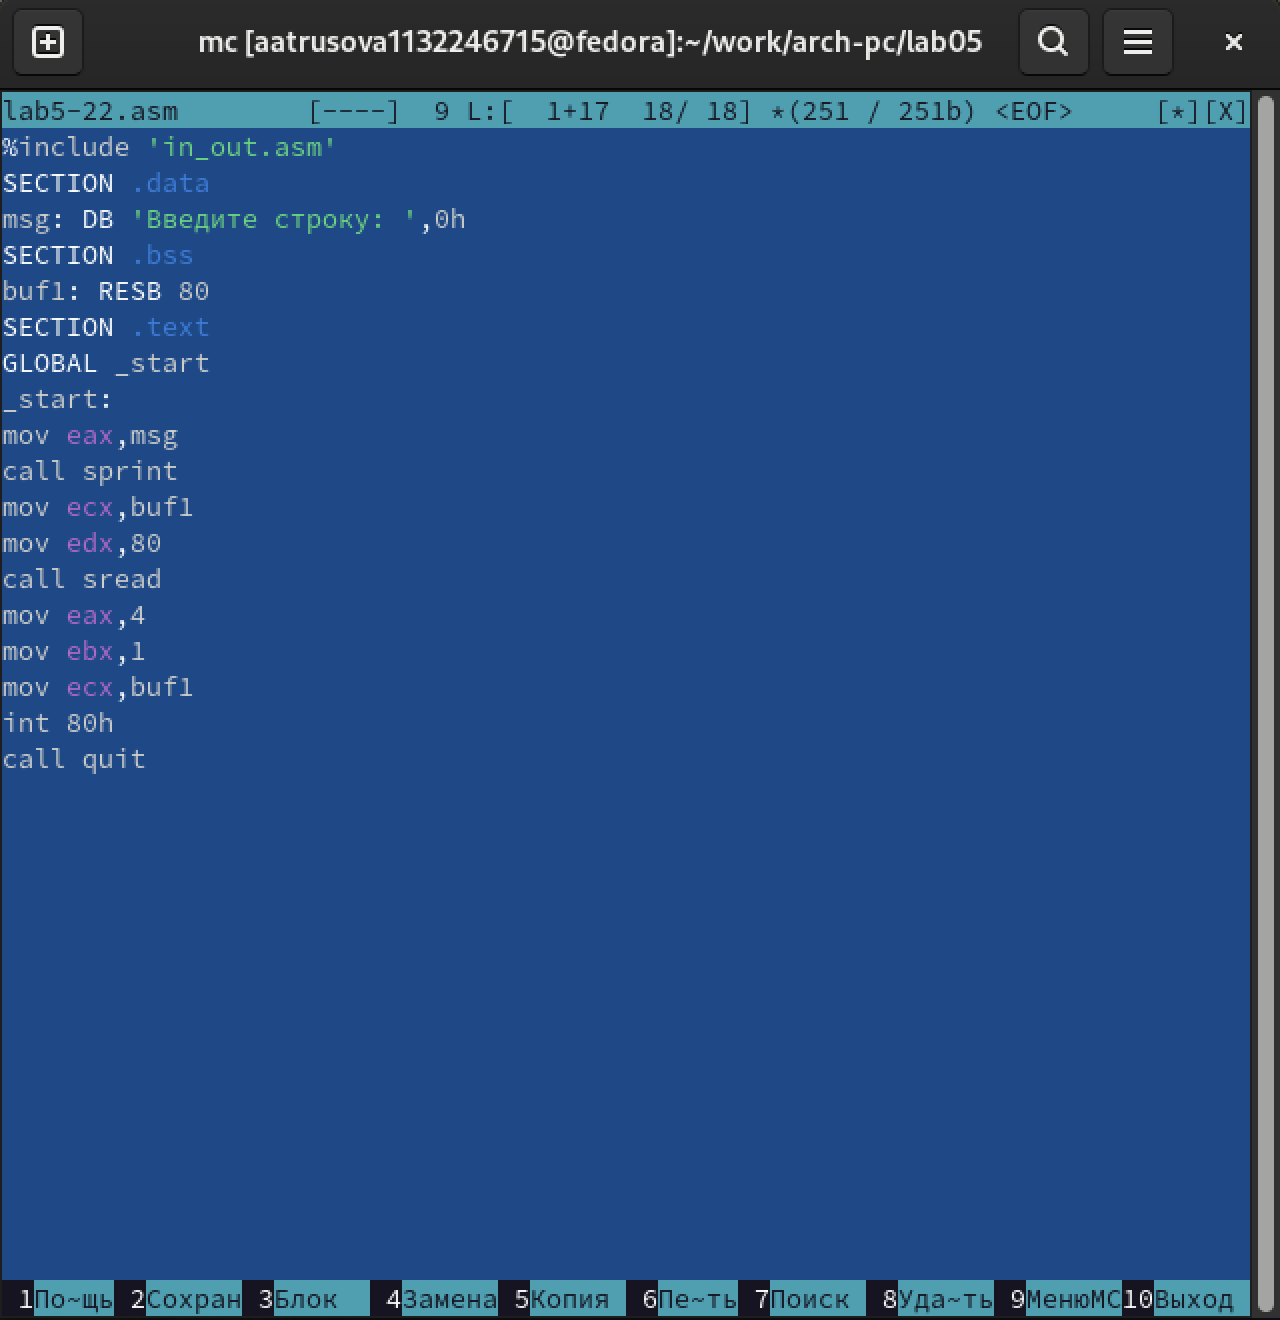 mc [aatrusova1132246715@fedora]:~/work/arch-pc/lab05
lab5-22.asm [----] 9 L:[ 1+17 18/ 18] *(251 / 251b) <EOF> [*][X]
%include 'in_out.asm'
SECTION .data
msg: DB 'Введите строку: ',0h
SECTION .bss
buf1: RESB 80
SECTION .text
GLOBAL _start
_start:
mov eax,msg
call sprint
mov ecx,buf1
mov edx,80
call sread
mov eax,4
mov ebx,1
mov ecx,buf1
int 80h
call quit
1По~щь 2Сохран 3Блок 4Замена 5Копия 6Пе~ть 7Поиск 8Уда~ть 9МенюМС 10Выход